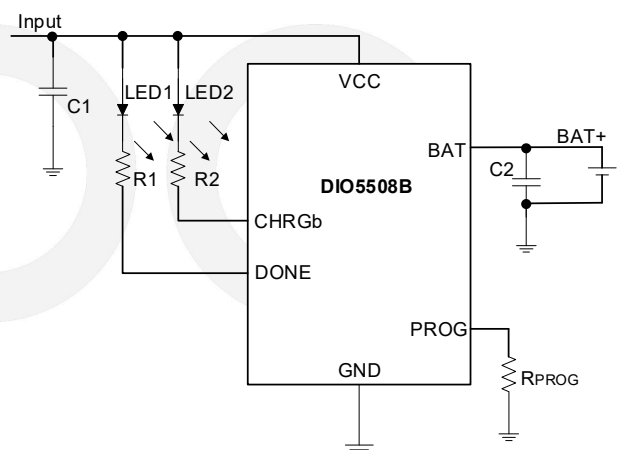 Input
C1
LED1
LED2
R1
R2
VCC
BAT
DIO5508B
CHRGb
DONE
PROG
GND
C2
BAT+
RPROG